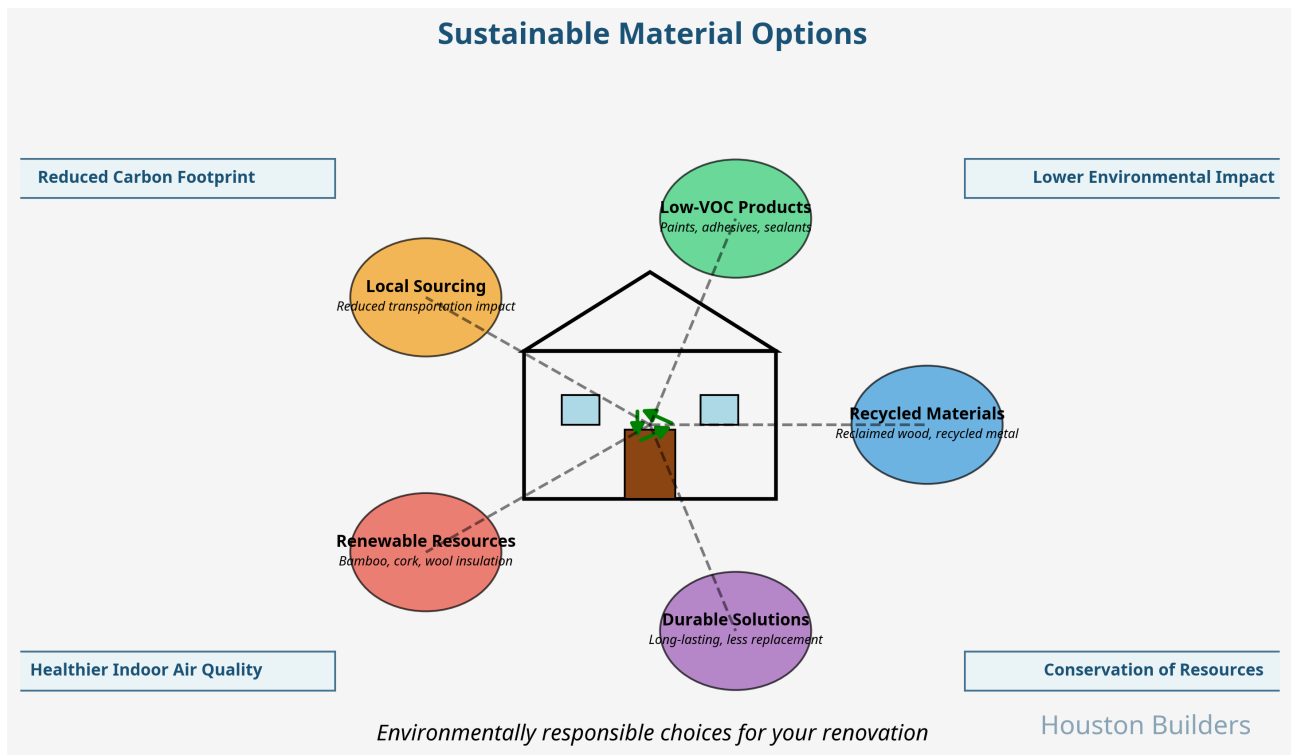 Sustainable Material Options
Reduced Carbon Footprint
Lower Environmental Impact
Low-VOC Products
Paints, adhesives, sealants
Local Sourcing
Reduced transportation impact
Recycled Materials
Reclaimed wood, recycled metal
Renewable Resources
Bamboo, cork, wool insulation
Durable Solutions
Long-lasting, less replacement
Healthier Indoor Air Quality
Conservation of Resources
Environmentally responsible choices for your renovation
Houston Builders